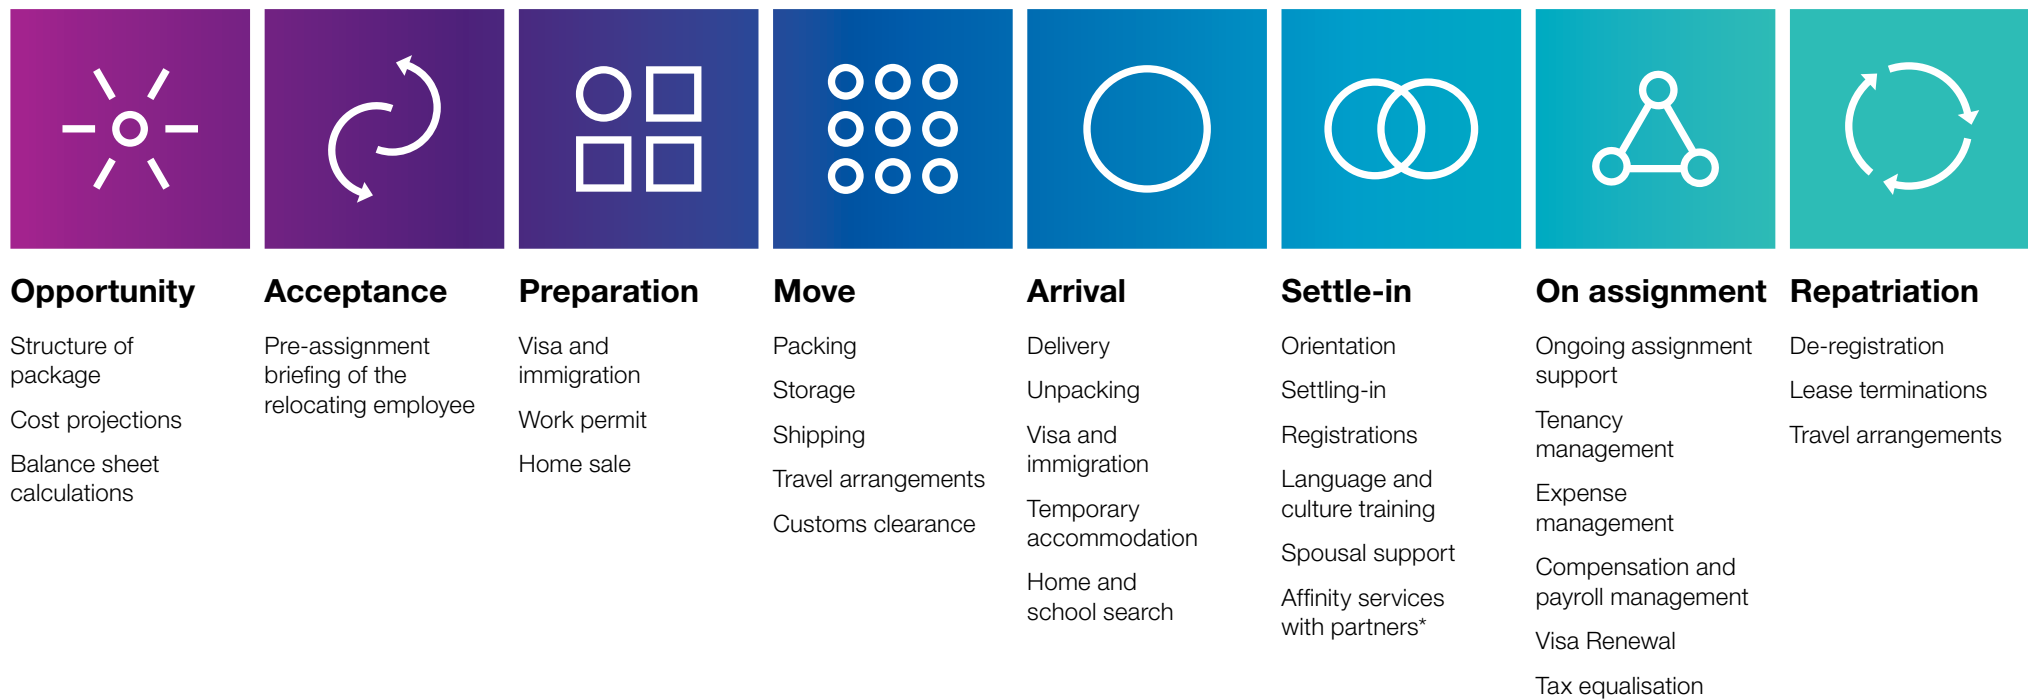 Opportunity
Structure of
package
Cost projections
Balance sheet
calculations
Acceptance
Pre-assignment
briefing of the
relocating employee
Preparation
Visa and
immigration
Work permit
Home sale
Move
Packing
Storage
Shipping
Travel arrangements
Customs clearance
Arrival
Delivery
Unpacking
Visa and
immigration
Temporary
accommodation
Home and
school search
Settle-in
Orientation
Settling-in
Registrations
Language and
culture training
Spousal support
Affinity services
with partners*
On assignment
Ongoing assignment
support
Tenancy
management
Expense
management
Compensation and
payroll management
Visa Renewal
Tax equalisation
Repatriation
De-registration
Lease terminations
Travel arrangements